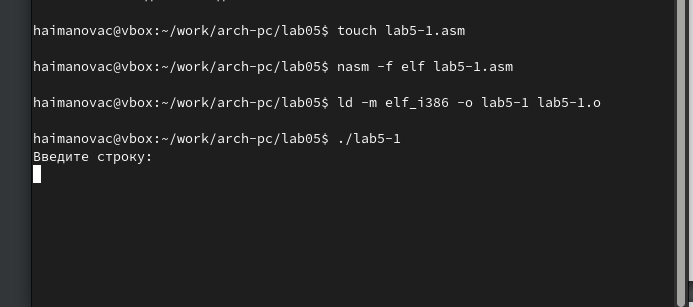 haimanovac@vbox:~/work/arch-pc/lab05$ touch lab5-1.asm
haimanovac@vbox:~/work/arch-pc/lab05$ nasm -f elf lab5-1.asm
haimanovac@vbox:~/work/arch-pc/lab05$ ld -m elf_i386 -o lab5-1 lab5-1.o
haimanovac@vbox:~/work/arch-pc/lab05$ ./lab5-1
Введите строку: